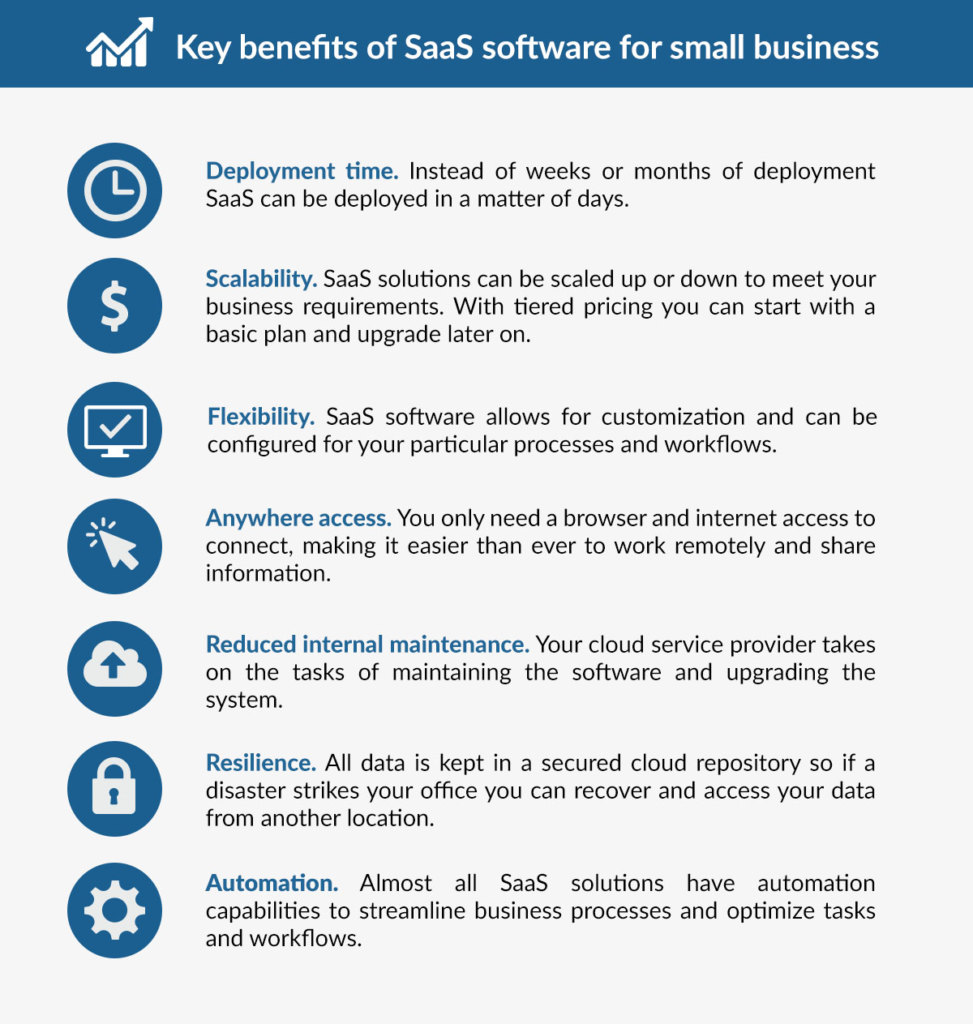 Key benefits of SaaS software for small business
Deployment time. Instead of weeks or months of deployment
SaaS can be deployed in a matter of days.
Scalability. SaaS solutions can be scaled up or down to meet your
business requirements. With tiered pricing you can start with a
basic plan and upgrade later on.
Flexibility. SaaS software allows for customization and can be
configured for your particular processes and workflows.
Anywhere access. You only need a browser and internet access to
connect, making it easier than ever to work remotely and share
information.
Reduced internal maintenance. Your cloud service provider takes
on the tasks of maintaining the software and upgrading the
system.
Resilience. All data is kept in a secured cloud repository so if a
disaster strikes your office you can recover and access your data
from another location.
Automation. Almost all SaaS solutions have automation
capabilities to streamline business processes and optimize tasks
and workflows.